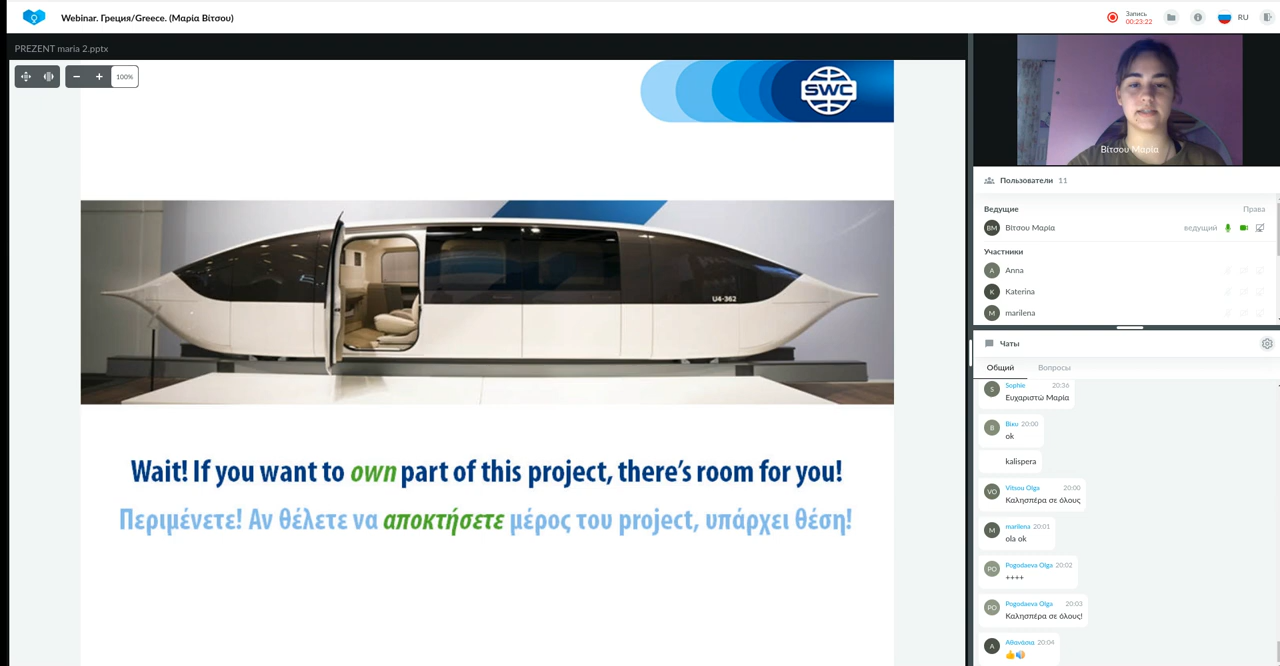 Webinar. Греция/Greece. (Μαρία Βίτσου)
Запись
00:23:22
RU
PREZENT maria 2.pptx
100%
SWC
U4-362
Wait! If you want to own part of this project, there's room for you!
Περιμένετε! Αν θέλετε να αποκτήσετε μέρος του project, υπάρχει θέση!
Βίτσου Μαρία
Пользователи 11
Ведущие Права
ΒΜ Βίτσου Μαρία ведущий
Участники
A Anna
K Katerina
M marilena
Чаты
Общий Вопросы
S Sophie 20:36
Ευχαριστώ Μαρία
B Βίκυ 20:00
ok
kalispera
VO Vitsou Olga 20:00
Καλησπέρα σε όλους
M marilena 20:01
ola ok
PO Pogodaeva Olga 20:02
++++
PO Pogodaeva Olga 20:03
Καλησπέρα σε όλους!
A Αθανάσια 20:04
👍